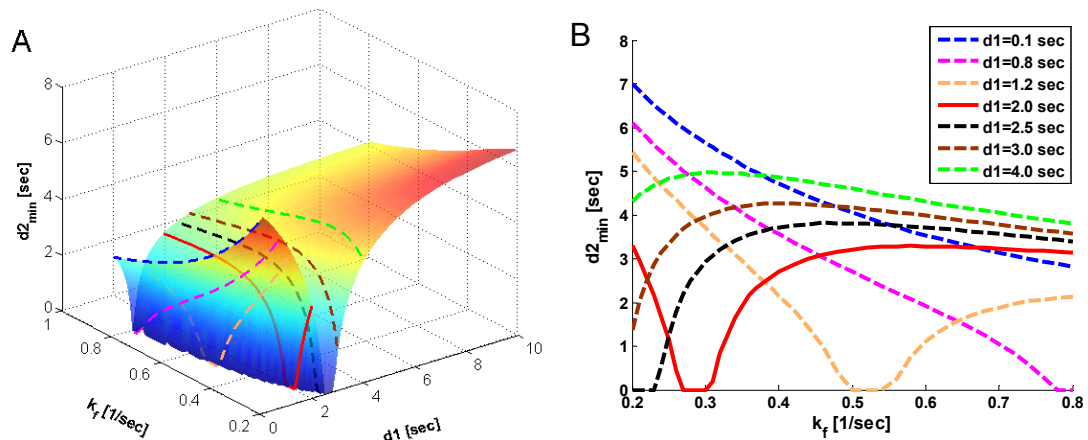 A
d2min [sec]
8
6
4
2
0
1
0.8
0.6
0.4
0.2
kf [1/sec]
0
2
4
6
8
10
d1 [sec]
B
d2min [sec]
8
7
6
5
4
3
2
1
0
0.2 0.3 0.4 0.5 0.6 0.7 0.8
kf [1/sec]
d1=0.1 sec
d1=0.8 sec
d1=1.2 sec
d1=2.0 sec
d1=2.5 sec
d1=3.0 sec
d1=4.0 sec